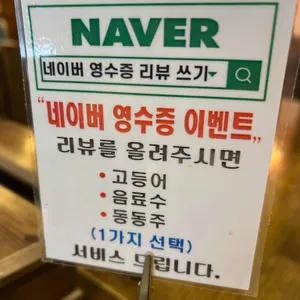 NAVER
네이버 영수증 리뷰 쓰기
"네이버 영수증 이벤트„
리뷰를 올려주시면
• 고등어
• 음료수
• 동동주
(1가지 선택)
서비스 드립니다.